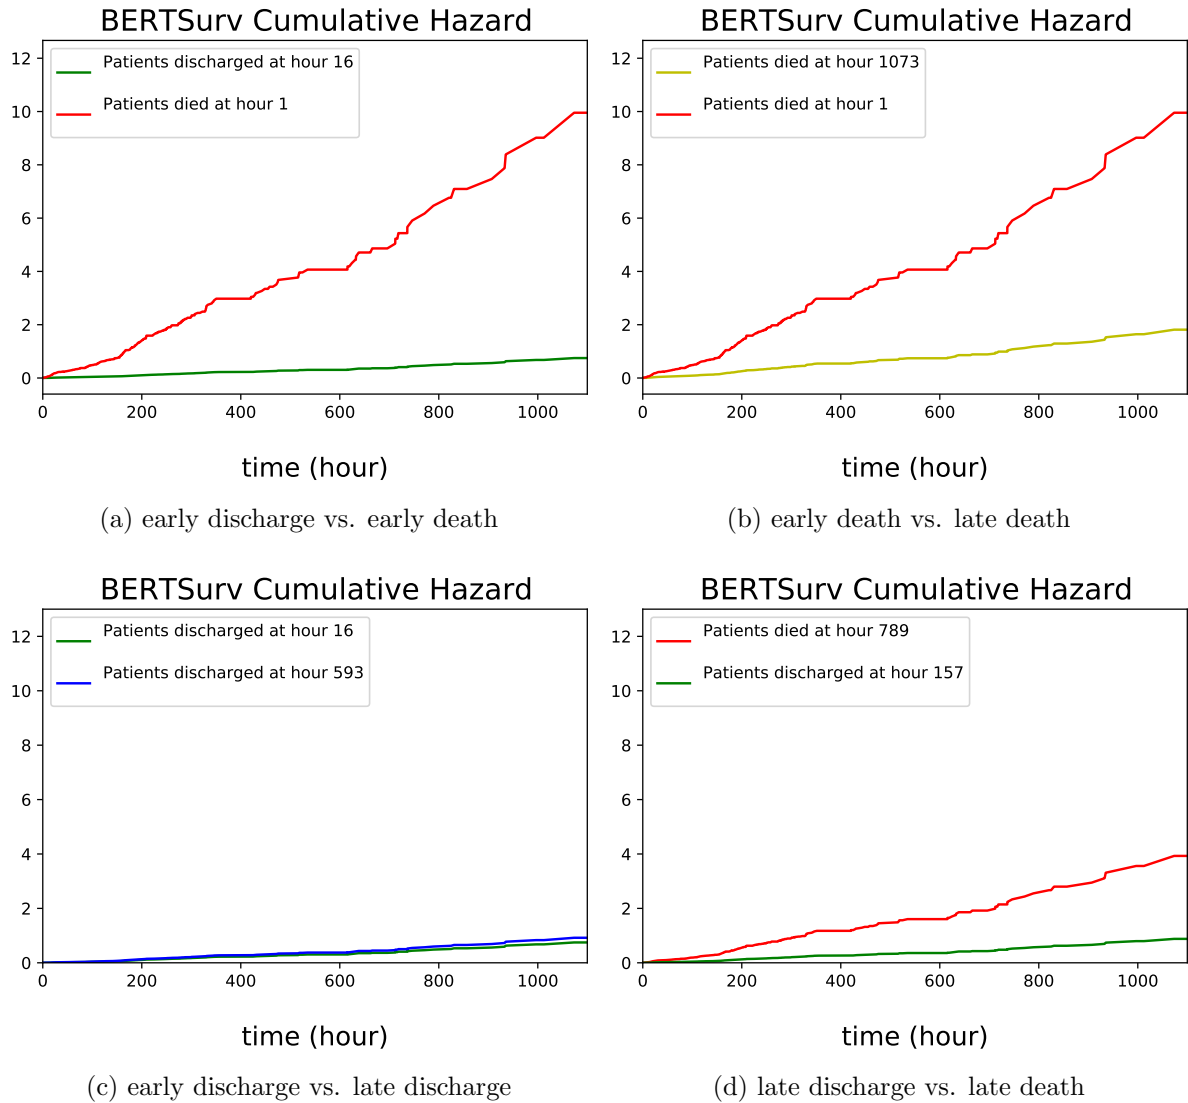 BERTSurv Cumulative Hazard
12
10
8
6
4
2
0
Patients discharged at hour 16
Patients died at hour 1
0 200 400 600 800 1000
time (hour)
(a) early discharge vs. early death
BERTSurv Cumulative Hazard
12
10
8
6
4
2
0
Patients died at hour 1073
Patients died at hour 1
0 200 400 600 800 1000
time (hour)
(b) early death vs. late death
BERTSurv Cumulative Hazard
12
10
8
6
4
2
0
Patients discharged at hour 16
Patients discharged at hour 593
0 200 400 600 800 1000
time (hour)
(c) early discharge vs. late discharge
BERTSurv Cumulative Hazard
12
10
8
6
4
2
0
Patients died at hour 789
Patients discharged at hour 157
0 200 400 600 800 1000
time (hour)
(d) late discharge vs. late death